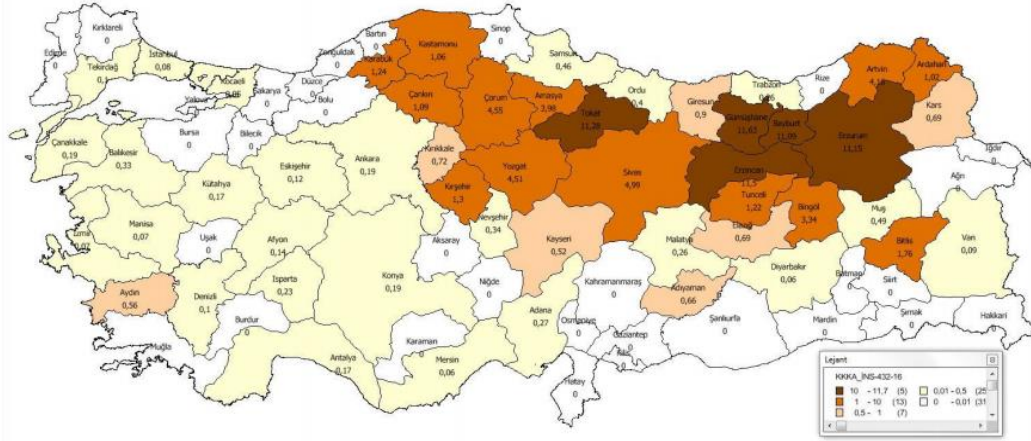 Kırklareli
0
Edirne
0
Tekirdağ
0,1
İstanbul
0,08
Kocaeli
0,05
Yalova
Sakarya
0
Düzce
0
Bolu
0
Zonguldak
0
Bartın
0
Karabük
1,24
Kastamonu
1,06
Sinop
0
Samsun
0,46
Ordu
0,4
Giresun
0,9
Trabzon
Rize
0
Artvin
Ardahan
1,02
Kars
0,69
Iğdır
0
Ağrı
Çankırı
1,09
Çorum
4,55
Amasya
3,98
Tokat
11,28
Gümüşhane
11,63
Bayburt
Erzurum
11,15
Erzincan
Tunceli
1,22
Bingöl
3,34
Elazığ
0,69
Muş
0,49
Bitlis
1,76
Van
0,09
Bursa
0
Bilecik
0
Çanakkale
0,19
Balıkesir
0,33
Kütahya
0,17
Eskişehir
0,12
Ankara
0,19
Kırıkkale
0,72
Yozgat
4,51
Sivas
4,99
Kırşehir
1,3
Nevşehir
0,34
Kayseri
0,52
Malatya
0,26
Adıyaman
0,66
Diyarbakır
0,06
Batman
0
Siirt
0
Şırnak
0
Hakkari
0
Mardin
0
Şanlıurfa
0
Gaziantep
0
Kilis
Kahramanmaraş
0
Osmaniye
0
Hatay
0
Adana
0,27
Niğde
0
Aksaray
0
Konya
0,19
Karaman
0
Mersin
0,06
Antalya
0,17
Isparta
0,23
Burdur
0
Afyon
0,14
Uşak
0
Manisa
0,07
İzmir
0,07
Aydın
0,56
Denizli
0,1
Muğla
Lejant
KKKA_İNS-432-16
10 - 11,7 (5)
1 - 10 (13)
0,5 - 1 (7)
0,01 - 0,5 (25
0 - 0,01 (31